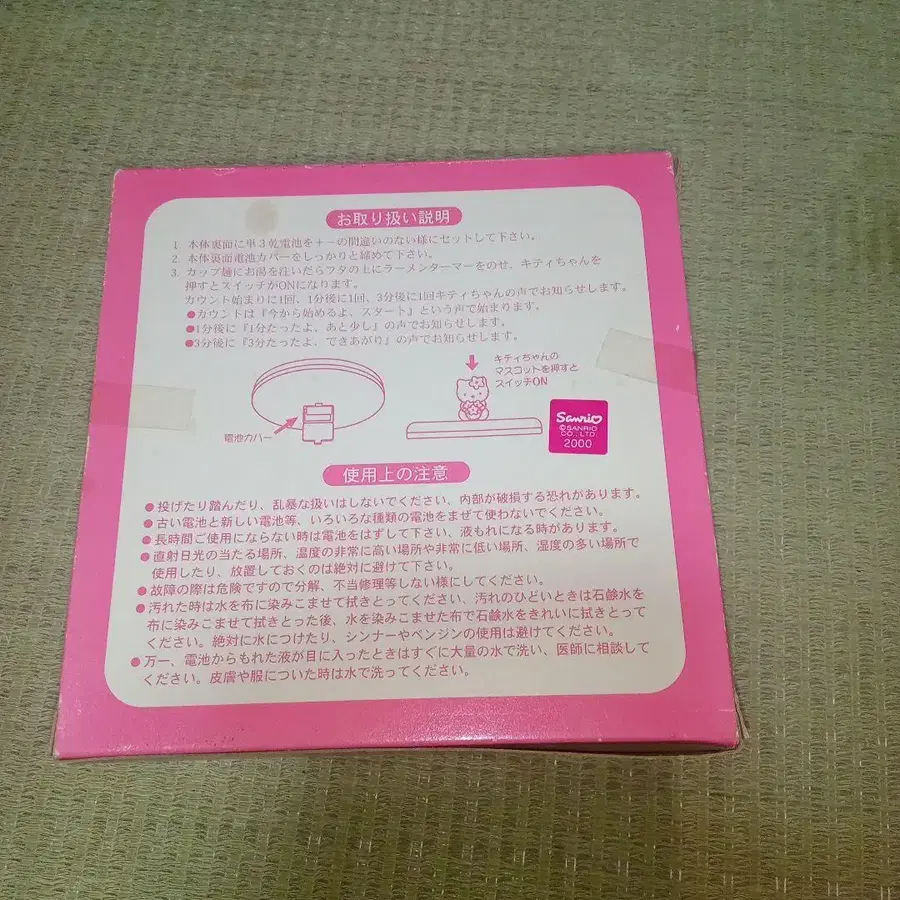 お取り扱い説明
1. 本体裏面に単3乾電池を+−の間違いのない様にセットして下さい。
2. 本体裏面電池カバーをしっかりと締めて下さい。
3. カップ麺にお湯を注いだらフタの上にラーメンターマーをのせ、キティちゃんを
押すとスイッチがONになります。
カウント始まりに1回、1分後に1回、3分後に1回キティちゃんの声でお知らせします。
●カウントは『今から始めるよ、スタート』という声で始まります。
●1分後に『1分たったよ、あと少し』の声でお知らせします。
●3分後に『3分たったよ、できあがり』の声でお知らせします。
キティちゃんの
マスコットを押すと
スイッチON
電池カバー
Sanrio
©SANRIO
CO., LTD.
2000
使用上の注意
●投げたり踏んだり、乱暴な扱いはしないでください、内部が破損する恐れがあります。
●古い電池と新しい電池等、いろいろな種類の電池をまぜて使わないでください。
●長時間ご使用にならない時は電池をはずして下さい、液もれになる時があります。
●直射日光の当たる場所、温度の非常に高い場所や非常に低い場所、湿度の多い場所で
使用したり、放置しておくのは絶対に避けて下さい。
●故障の際は危険ですので分解、不当修理等しない様にしてください。
●汚れた時は水を布に染みこませて拭きとってください、汚れのひどいときは石鹸水を
布に染みこませて拭きとった後、水を染みこませた布で石鹸水をきれいに拭きとって
ください。絶対に水につけたり、シンナーやベンジンの使用は避けてください。
●万一、電池からもれた液が目に入ったときはすぐに大量の水で洗い、医師に相談して
ください。皮膚や服についた時は水で洗ってください。